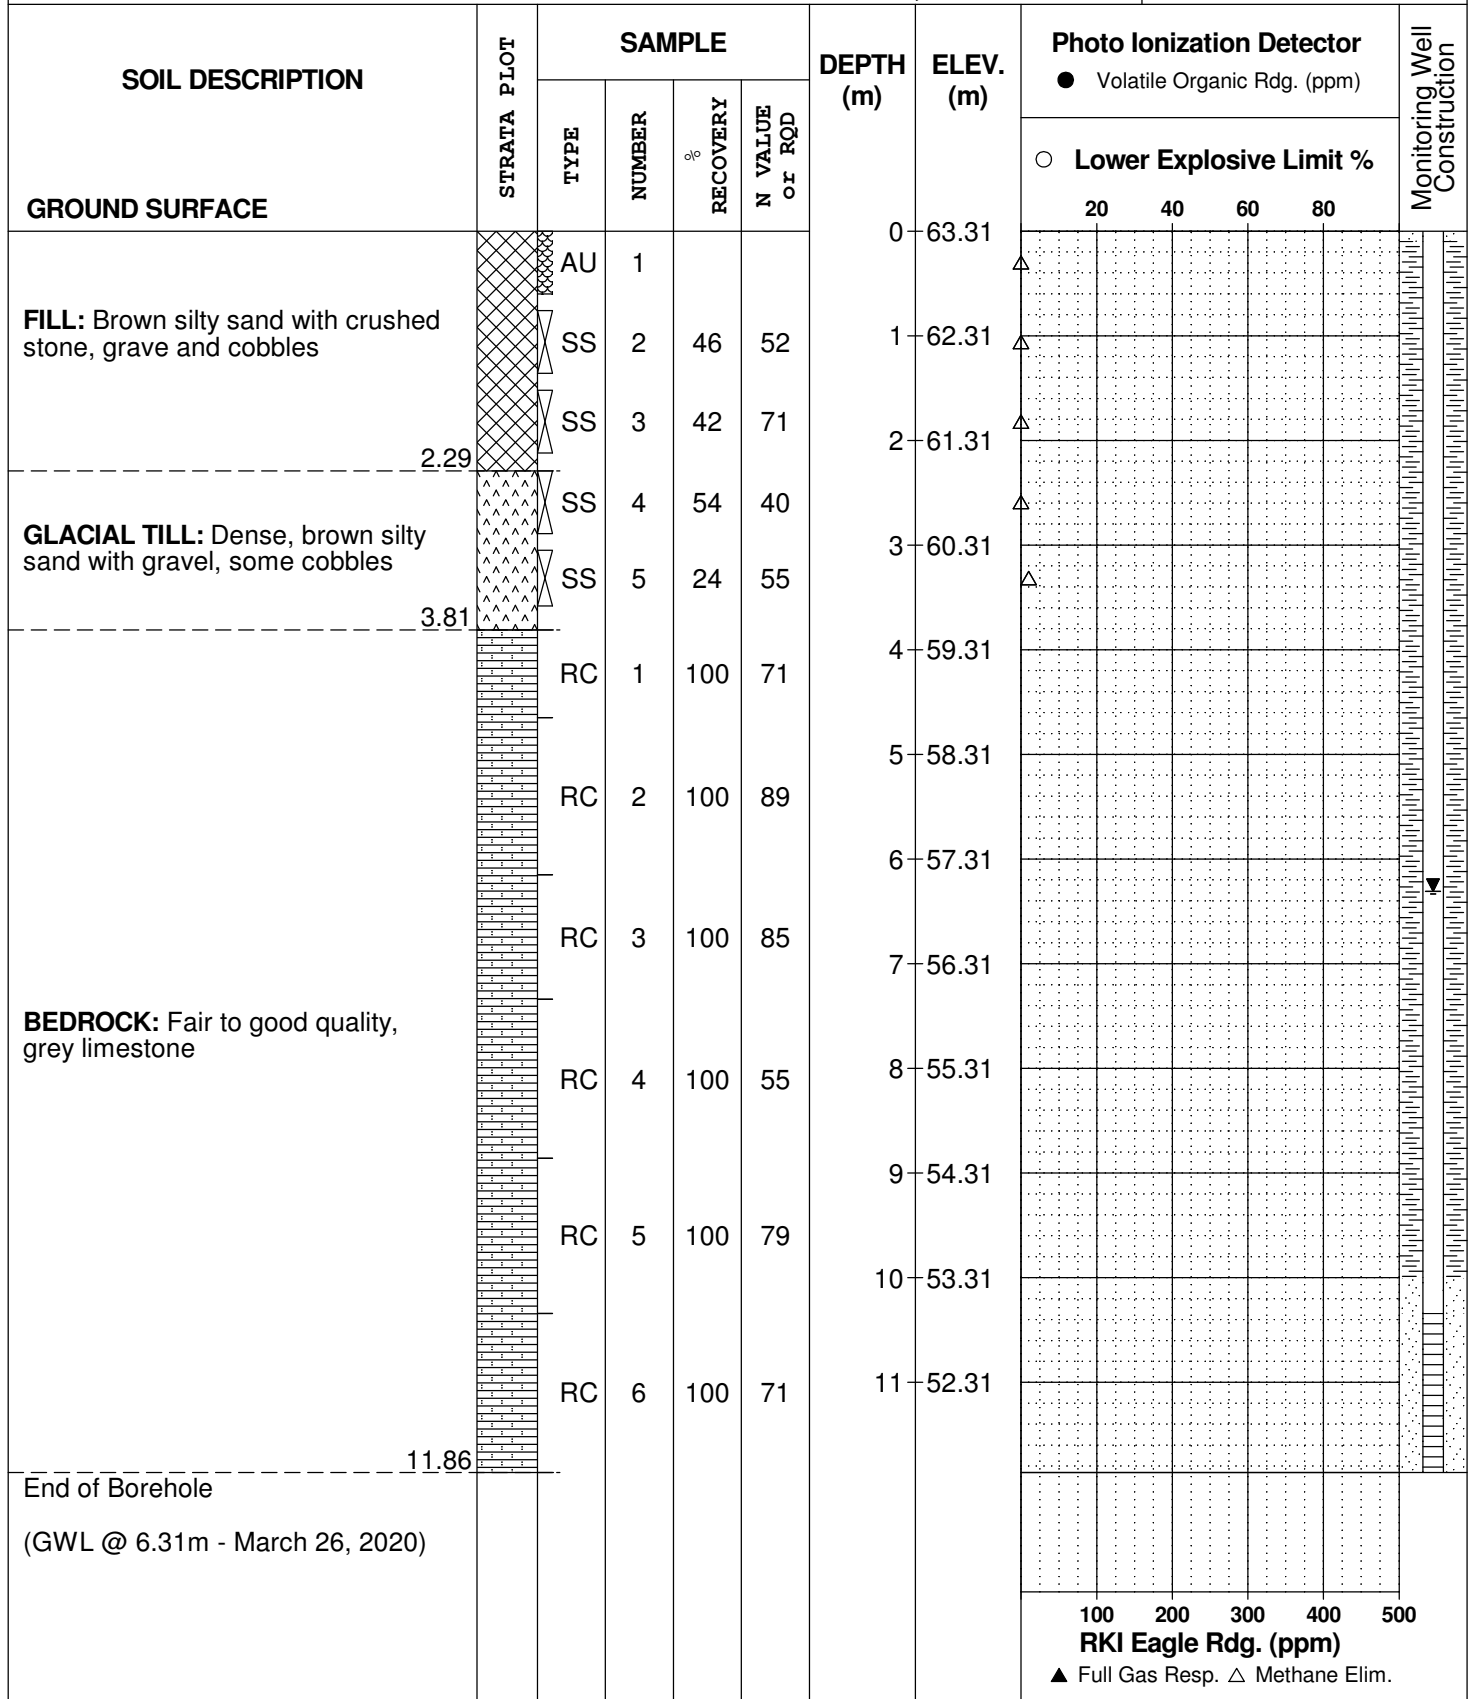 SOIL DESCRIPTION
GROUND SURFACE
STRATA PLOT
SAMPLE
TYPE
NUMBER
%
RECOVERY
N VALUE
or RQD
DEPTH
(m)
ELEV.
(m)
Photo Ionization Detector
● Volatile Organic Rdg. (ppm)
○ Lower Explosive Limit %
20 40 60 80
Monitoring Well
Construction
0 63.31
AU 1
FILL: Brown silty sand with crushed
stone, grave and cobbles
SS 2 46 52
1 62.31
SS 3 42 71
2 61.31
2.29
SS 4 54 40
GLACIAL TILL: Dense, brown silty
sand with gravel, some cobbles
3 60.31
SS 5 24 55
3.81
4 59.31
RC 1 100 71
5 58.31
RC 2 100 89
6 57.31
RC 3 100 85
7 56.31
BEDROCK: Fair to good quality,
grey limestone
8 55.31
RC 4 100 55
9 54.31
RC 5 100 79
10 53.31
11 52.31
RC 6 100 71
11.86
End of Borehole
(GWL @ 6.31m - March 26, 2020)
100 200 300 400 500
RKI Eagle Rdg. (ppm)
▲ Full Gas Resp. △ Methane Elim.